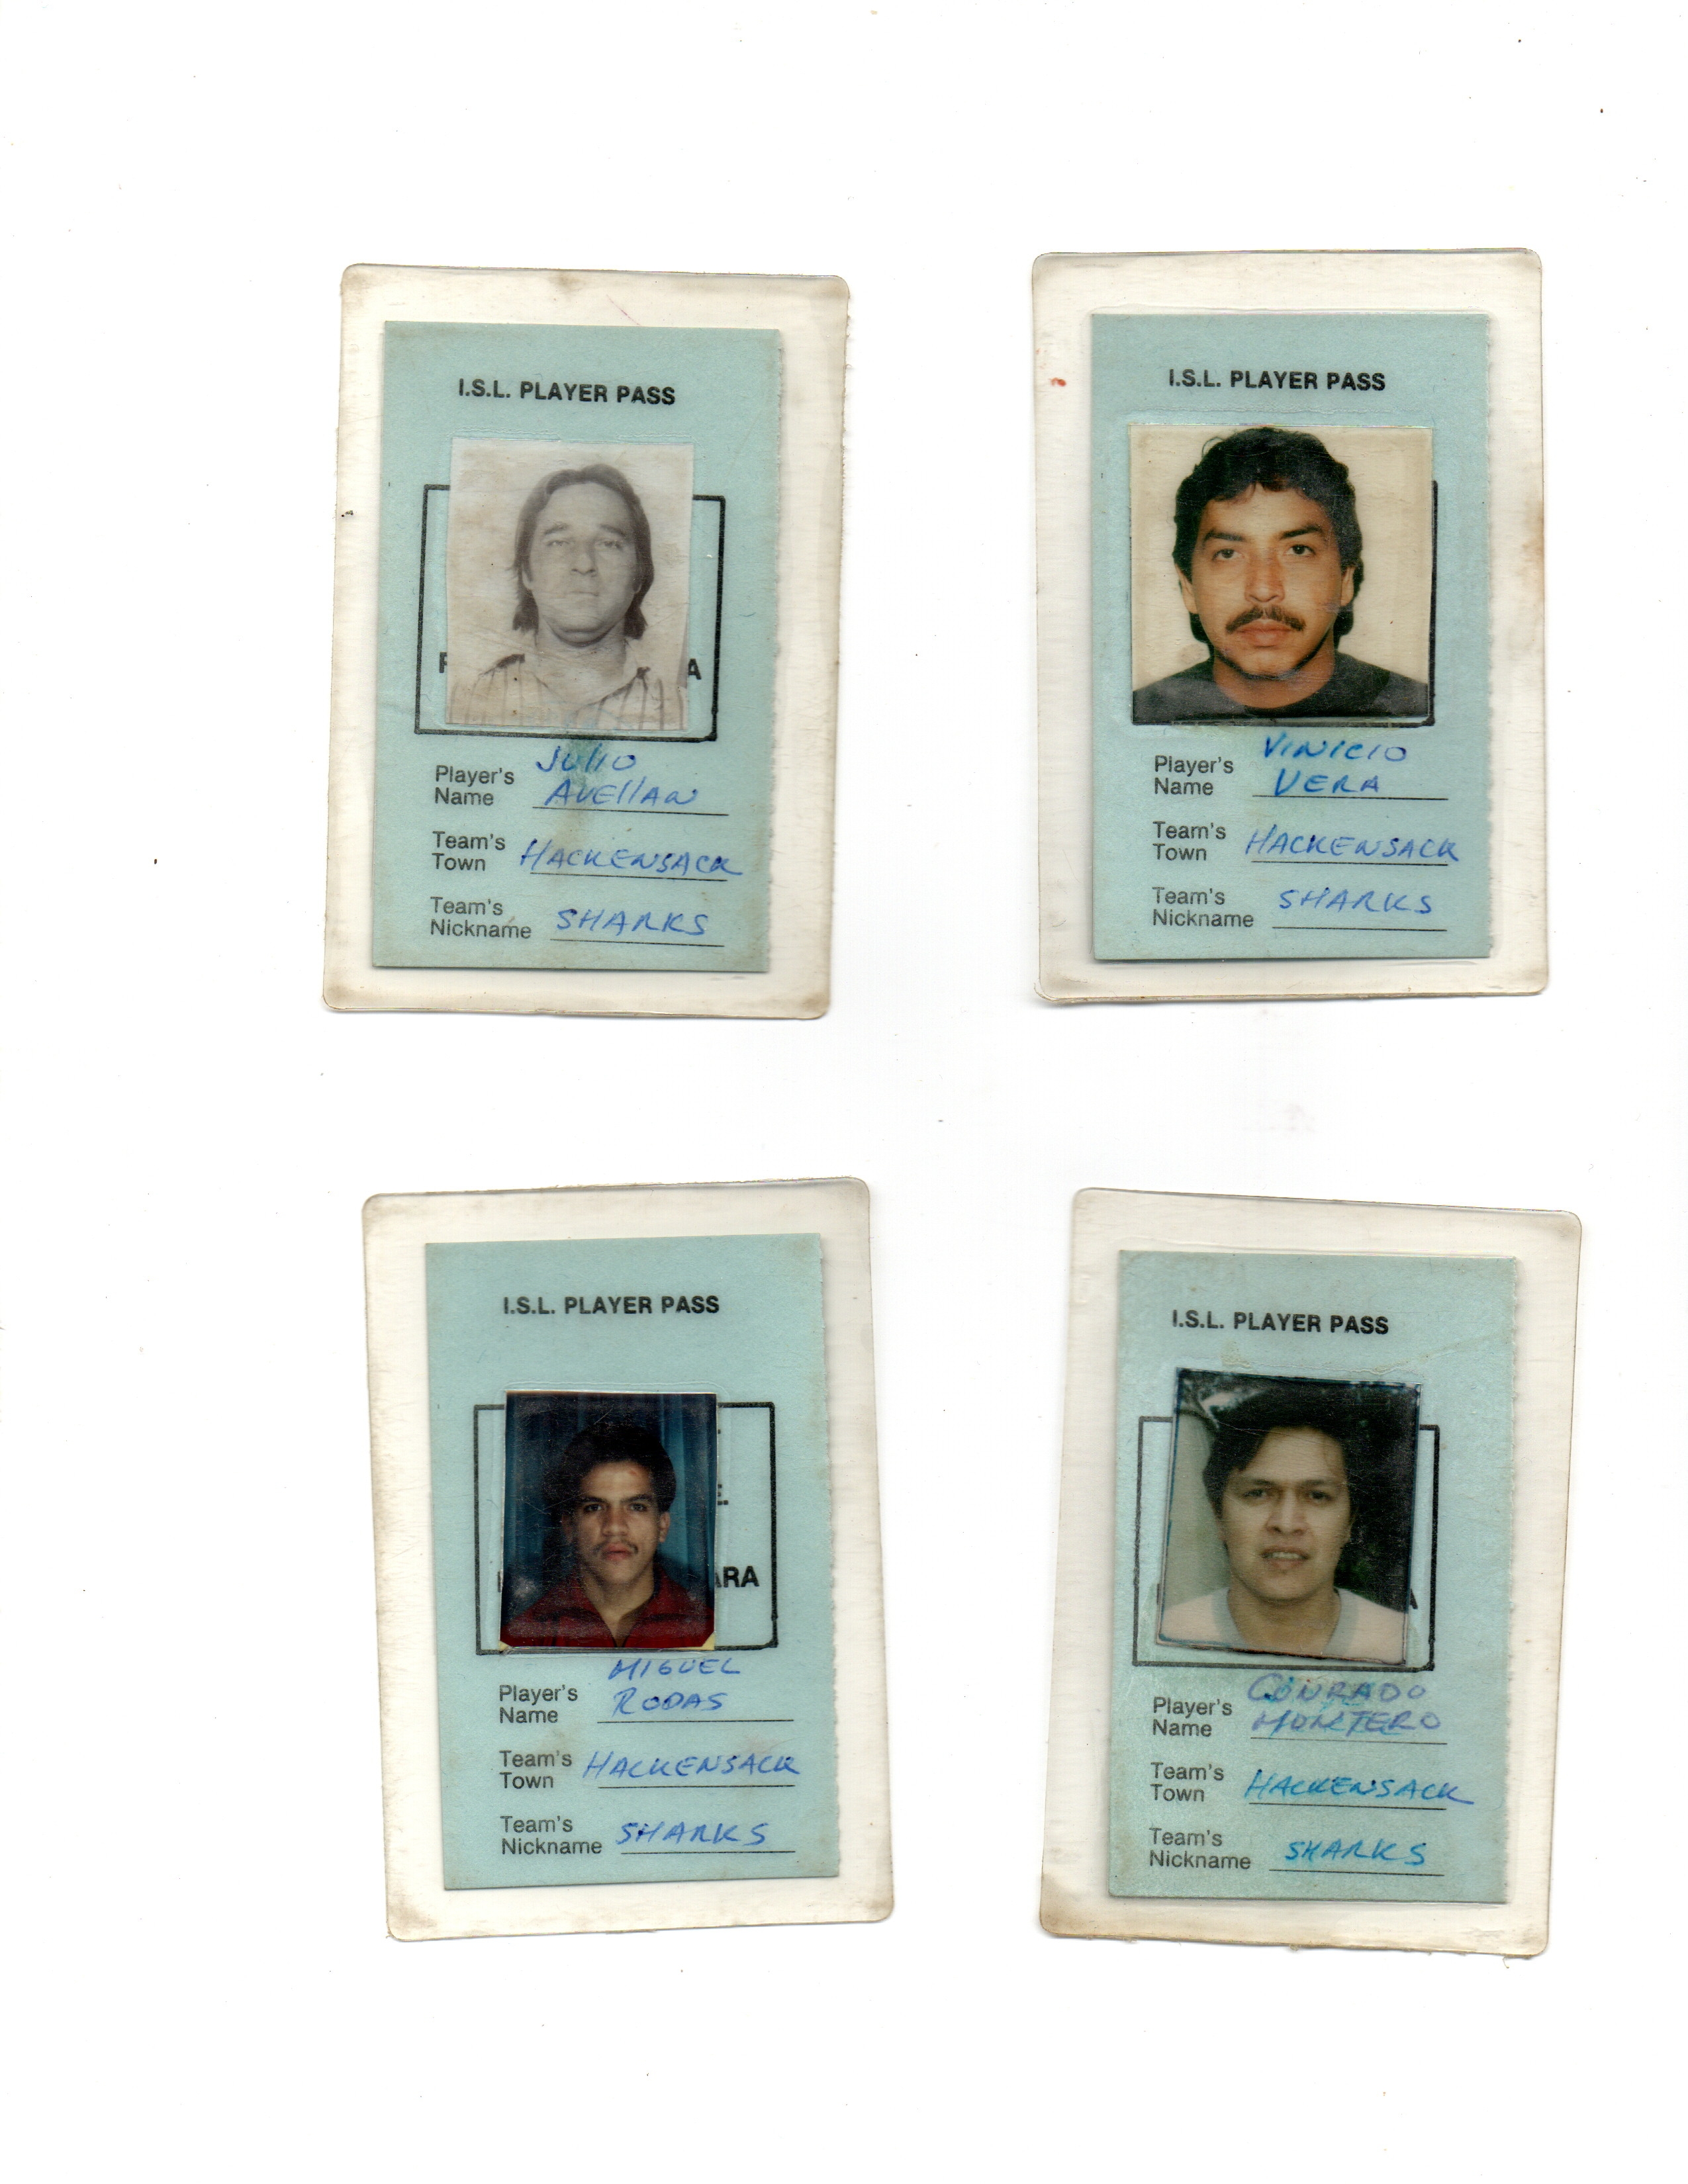 I.S.L. PLAYER PASS
A
Julio
Player's
Name Avellan
Team's
Town HACKENSACK
Team's
Nickname SHARKS
I.S.L. PLAYER PASS
VINICIO
Player's
Name VERA
Team's
Town HACKENSACK
Team's
Nickname SHARKS
I.S.L. PLAYER PASS
E.
ARA
MIGUEL
Player's
Name RODAS
Team's
Town HACKENSACK
Team's
Nickname SHARKS
I.S.L. PLAYER PASS
CONRADO
Player's
Name MONTERO
Team's
Town HACKENSACK
Team's
Nickname SHARKS